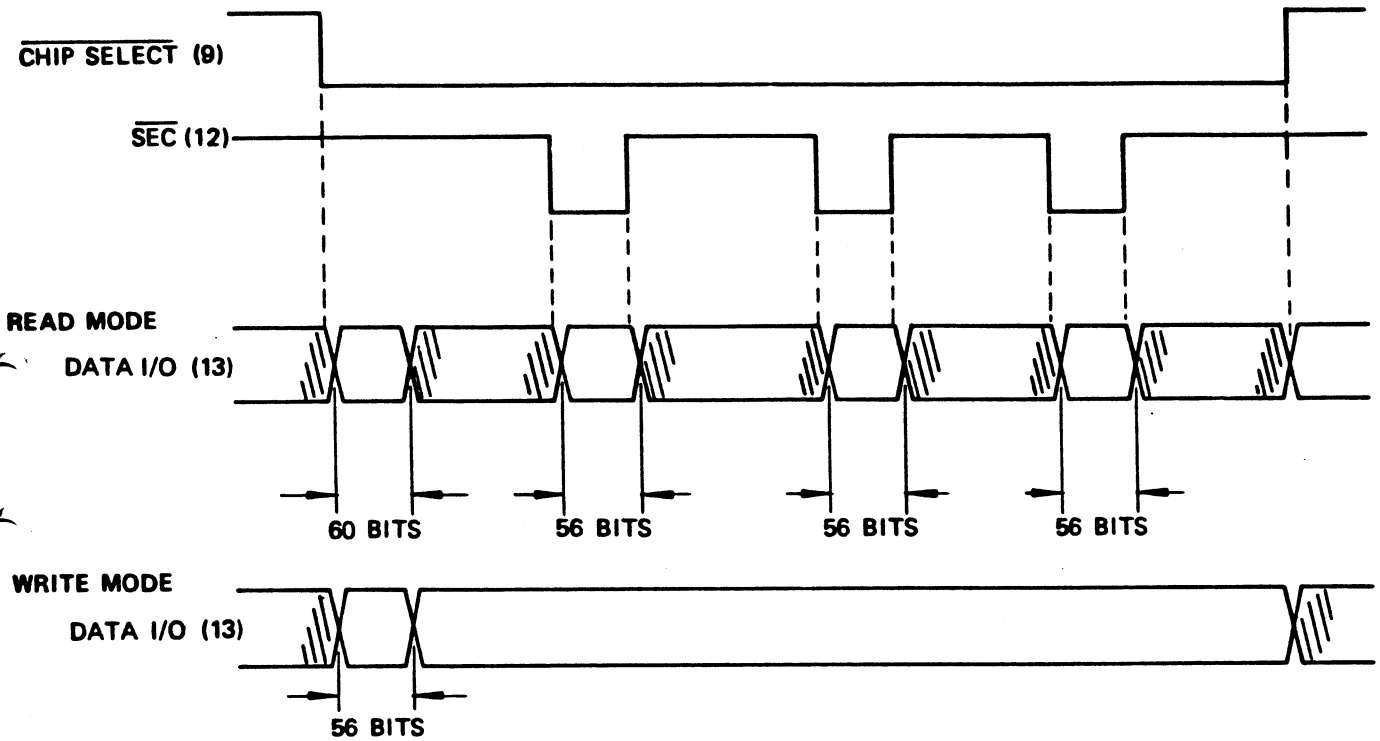 CHIP SELECT (9)
SEC (12)
READ MODE
DATA I/O (13)
60 BITS
56 BITS
56 BITS
56 BITS
WRITE MODE
DATA I/O (13)
56 BITS